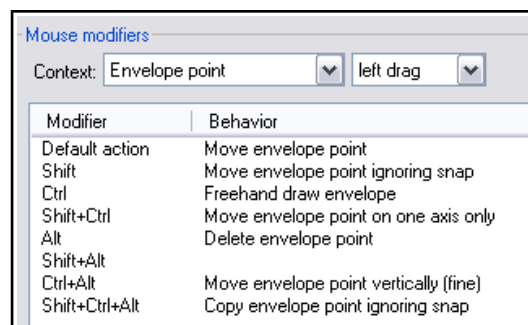 Mouse modifiers
Context: Envelope point left drag
Modifier Behavior
Default action Move envelope point
Shift Move envelope point ignoring snap
Ctrl Freehand draw envelope
Shift+Ctrl Move envelope point on one axis only
Alt Delete envelope point
Shift+Alt
Ctrl+Alt Move envelope point vertically (fine)
Shift+Ctrl+Alt Copy envelope point ignoring snap